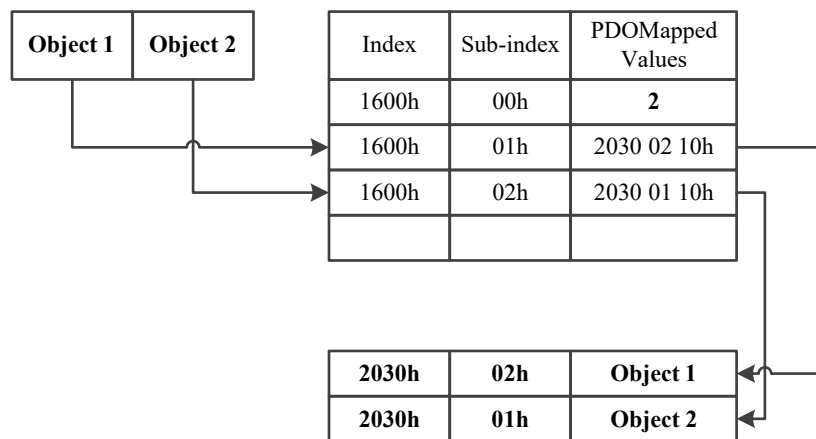 Object 1 Object 2
Index Sub-index PDOMapped
Values
1600h 00h 2
1600h 01h 2030 02 10h
1600h 02h 2030 01 10h
2030h 02h Object 1
2030h 01h Object 2